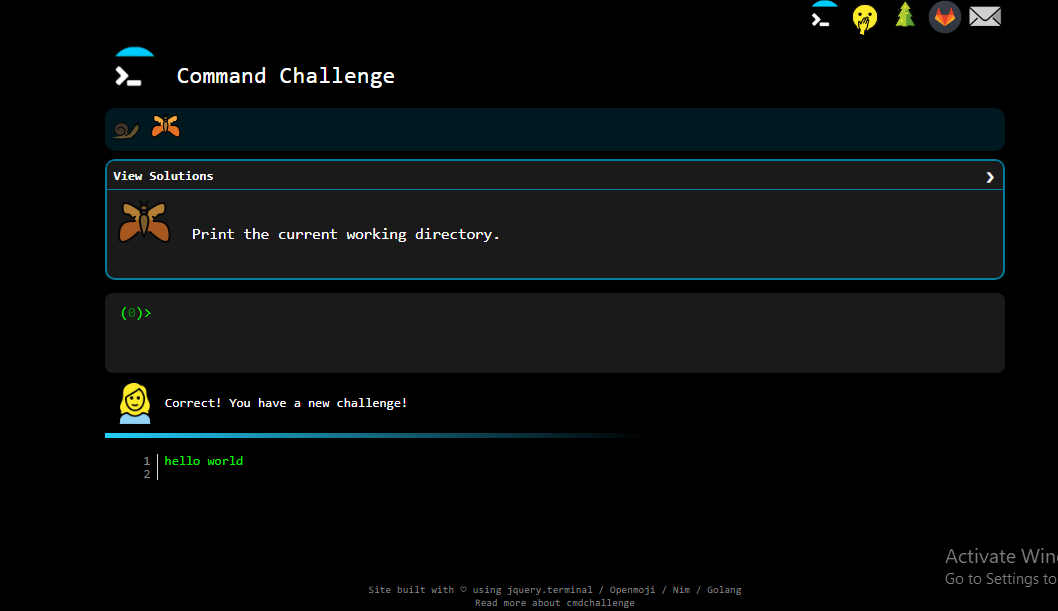 Command Challenge
View Solutions
Print the current working directory.
(0)>
Correct! You have a new challenge!
1 hello world
2
Activate Win
Go to Settings to
Site built with ♡ using jquery.terminal / Openmoji / Nim / Golang
Read more about cmdchallenge